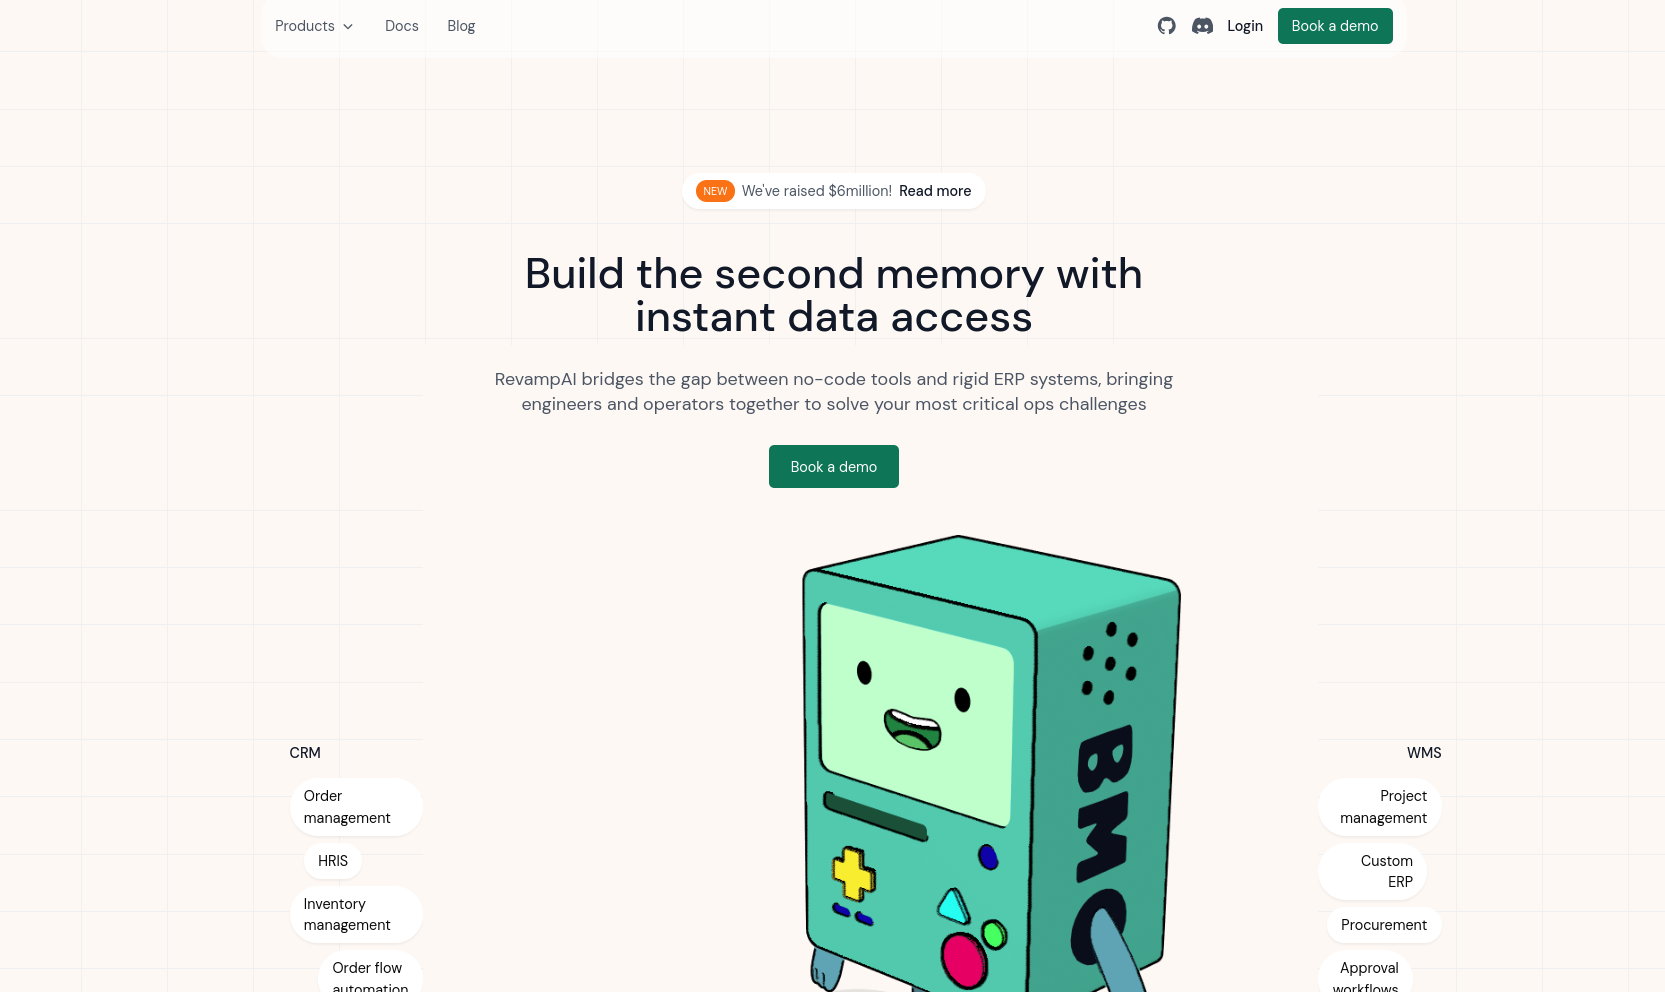 Products
Docs
Blog
Login
Book a demo
NEW We've raised $6million! Read more
Build the second memory with
instant data access
RevampAI bridges the gap between no-code tools and rigid ERP systems, bringing
engineers and operators together to solve your most critical ops challenges
Book a demo
BMO
CRM
Order
management
HRIS
Inventory
management
Order flow
automation
WMS
Project
management
Custom
ERP
Procurement
Approval
workflows